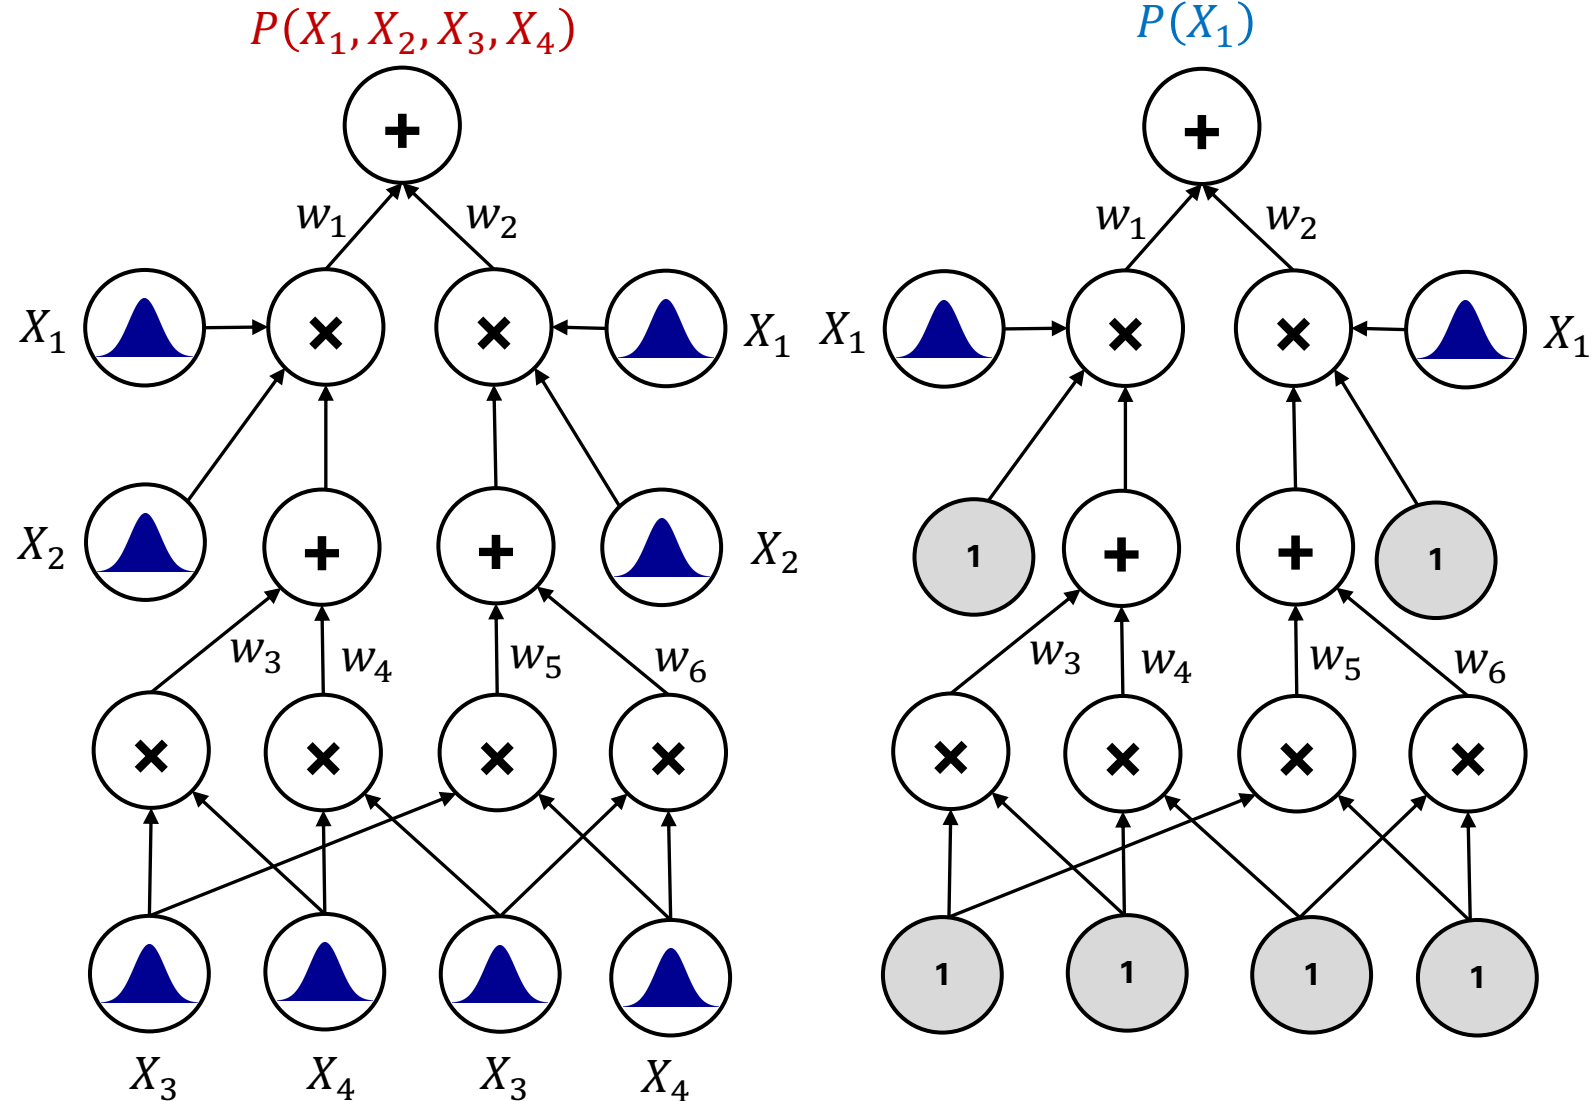 P(X₁, X₂, X₃, X₄) P(X₁)
+ +
w₁ w₂ w₁ w₂
X₁ × × X₁ X₁ × × X₁
X₂ + + X₂ 1 + + 1
w₃ w₄ w₅ w₆ w₃ w₄ w₅ w₆
× × × × × × × ×
1 1 1 1
X₃ X₄ X₃ X₄